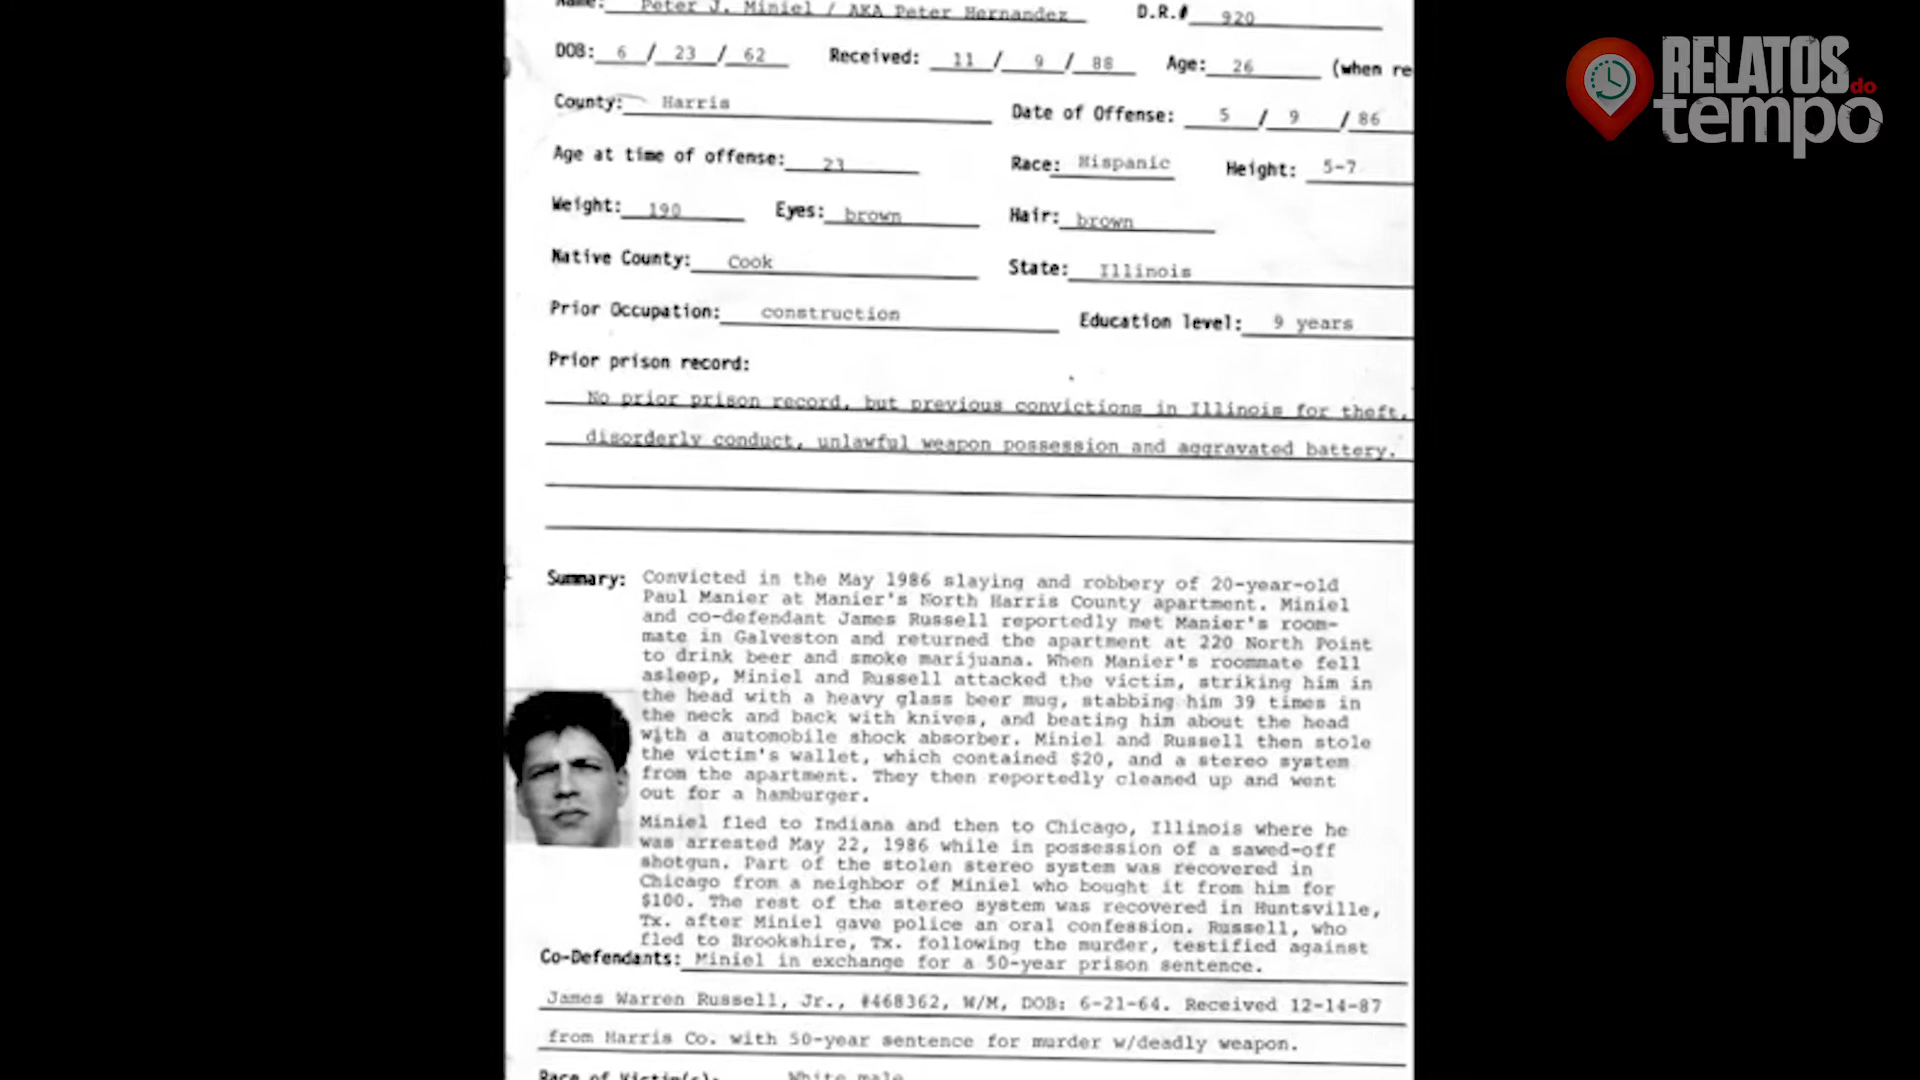 Name: Peter J. Miniel / AKA Peter Hernandez D.R.# 920
DOB: 6 / 23 / 62 Received: 11 / 9 / 88 Age: 26 (when re
County: Harris Date of Offense: 5 / 9 / 86
Age at time of offense: 23 Race: Hispanic Height: 5-7
Weight: 190 Eyes: brown Hair: brown
Native County: Cook State: Illinois
Prior Occupation: construction Education level: 9 years
Prior prison record:
No prior prison record, but previous convictions in Illinois for theft,
disorderly conduct, unlawful weapon possession and aggravated battery.
Summary: Convicted in the May 1986 slaying and robbery of 20-year-old
Paul Manier at Manier's North Harris County apartment. Miniel
and co-defendant James Russell reportedly met Manier's room-
mate in Galveston and returned the apartment at 220 North Point
to drink beer and smoke marijuana. When Manier's roommate fell
asleep, Miniel and Russell attacked the victim, striking him in
the head with a heavy glass beer mug, stabbing him 39 times in
the neck and back with knives, and beating him about the head
with a automobile shock absorber. Miniel and Russell then stole
the victim's wallet, which contained $20, and a stereo system
from the apartment. They then reportedly cleaned up and went
out for a hamburger.
Miniel fled to Indiana and then to Chicago, Illinois where he
was arrested May 22, 1986 while in possession of a sawed-off
shotgun. Part of the stolen stereo system was recovered in
Chicago from a neighbor of Miniel who bought it from him for
$100. The rest of the stereo system was recovered in Huntsville,
Tx. after Miniel gave police an oral confession. Russell, who
fled to Brookshire, Tx. following the murder, testified against
Co-Defendants: Miniel in exchange for a 50-year prison sentence.
James Warren Russell, Jr., #468362, W/M, DOB: 6-21-64. Received 12-14-87
from Harris Co. with 50-year sentence for murder w/deadly weapon.
Race of Victim(s): White male
RELATOS do
tempo